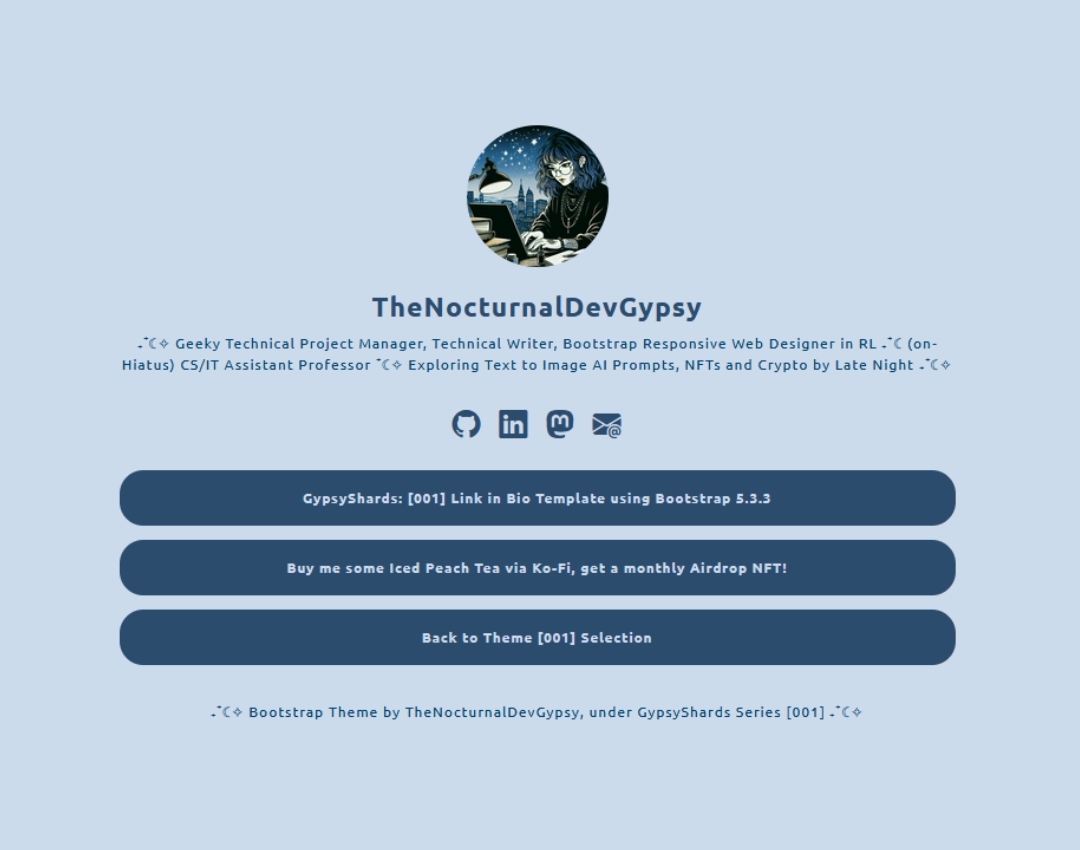 TheNocturnalDevGypsy
˖⁺☾✧ Geeky Technical Project Manager, Technical Writer, Bootstrap Responsive Web Designer in RL ˖⁺☾ (on-
Hiatus) CS/IT Assistant Professor ⁺☾✧ Exploring Text to Image AI Prompts, NFTs and Crypto by Late Night ˖⁺☾✧
in
m
@
GypsyShards: [001] Link in Bio Template using Bootstrap 5.3.3
Buy me some Iced Peach Tea via Ko-Fi, get a monthly Airdrop NFT!
Back to Theme [001] Selection
˖⁺☾✧ Bootstrap Theme by TheNocturnalDevGypsy, under GypsyShards Series [001] ˖⁺☾✧